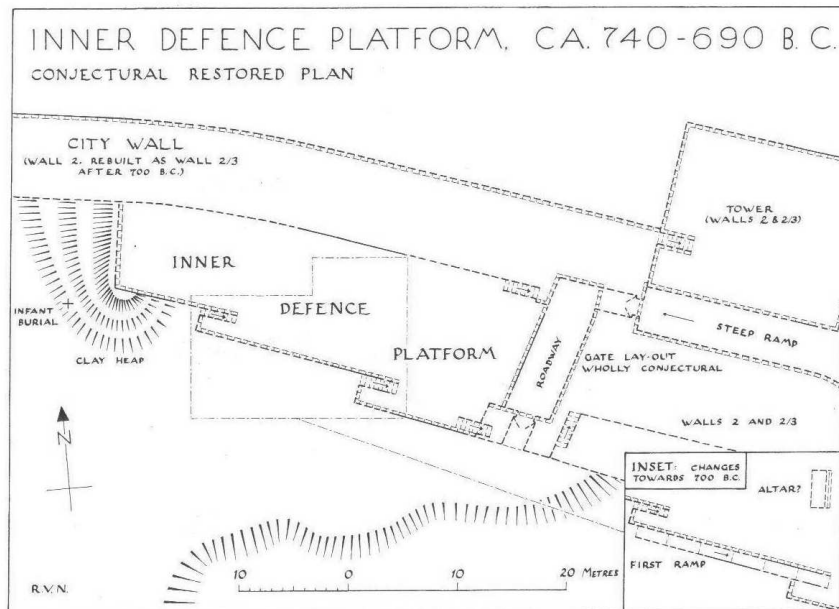 INNER DEFENCE PLATFORM, CA. 740-690 B.C.
CONJECTURAL RESTORED PLAN
CITY WALL
(WALL 2. REBUILT AS WALL 2/3
AFTER 700 B.C.)
TOWER
(WALLS 2 & 2/3)
INNER
DEFENCE
PLATFORM
INFANT
BURIAL
CLAY HEAP
STEEP RAMP
ROADWAY
GATE LAY-OUT
WHOLLY CONJECTURAL
WALLS 2 AND 2/3
N
INSET: CHANGES
TOWARDS 700 B.C.
ALTAR?
FIRST RAMP
R.V.N.
10 0 10 20 METRES